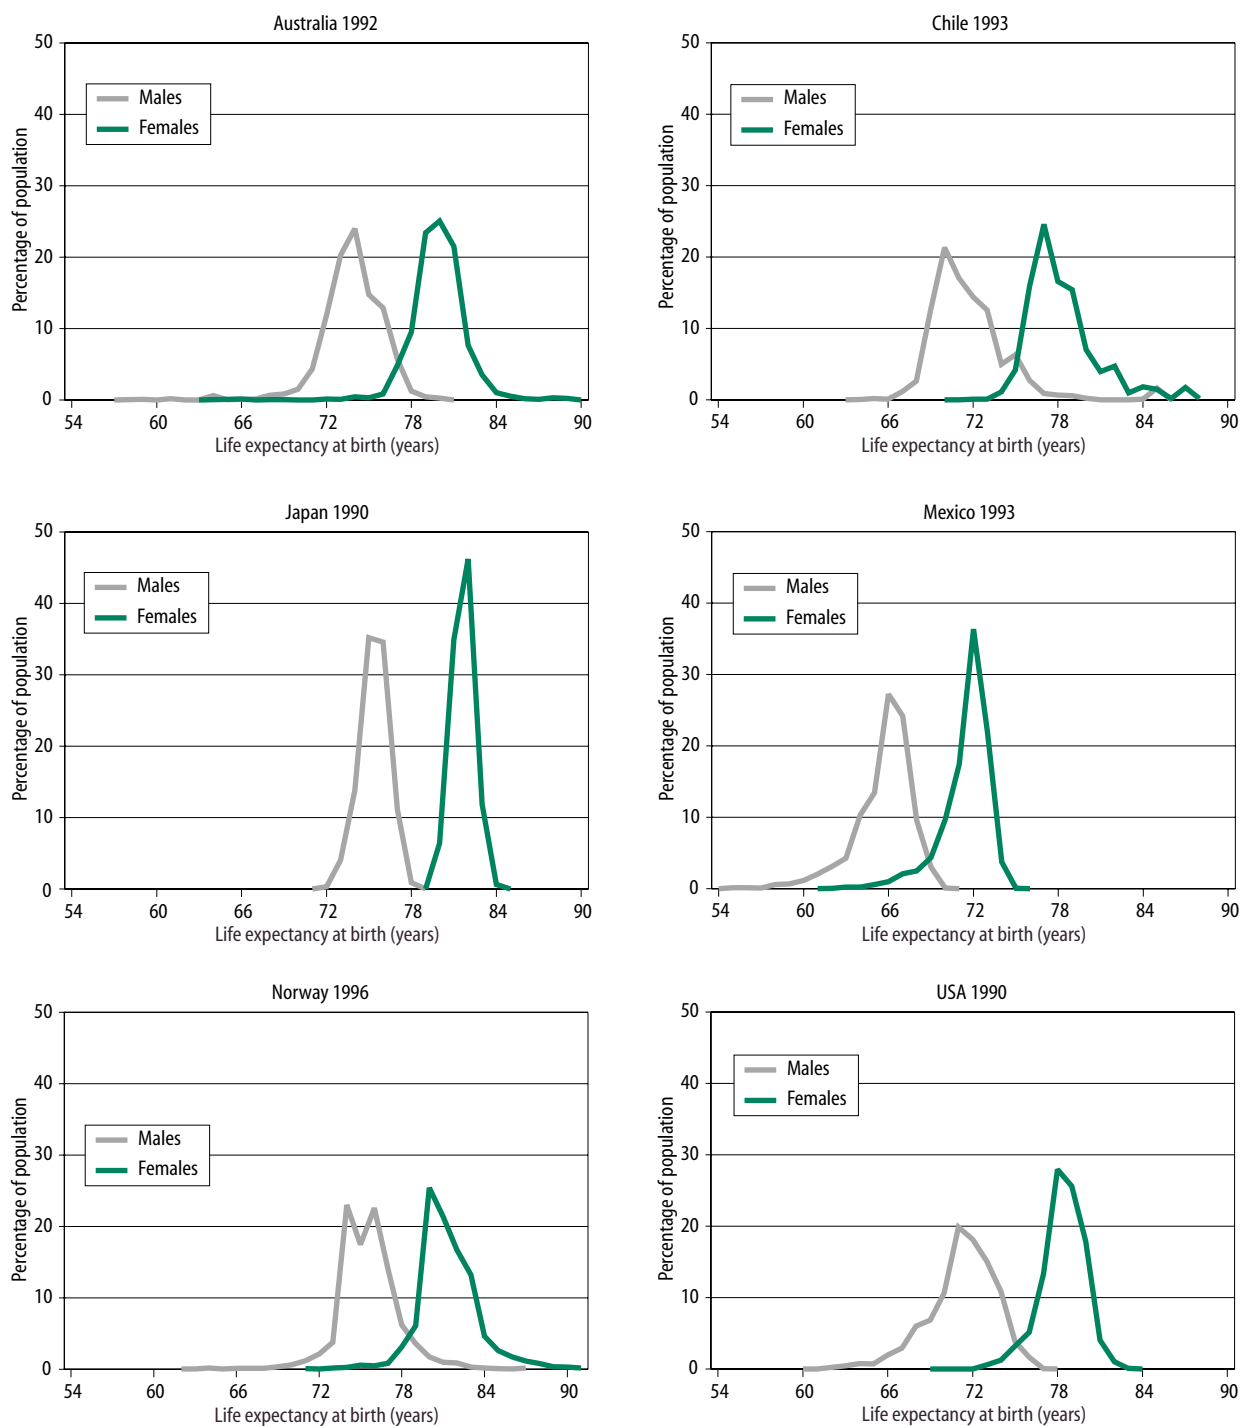 Australia 1992
Percentage of population
50
40
30
20
10
0
Males
Females
54 60 66 72 78 84 90
Life expectancy at birth (years)
Chile 1993
Percentage of population
50
40
30
20
10
0
Males
Females
54 60 66 72 78 84 90
Life expectancy at birth (years)
Japan 1990
Percentage of population
50
40
30
20
10
0
Males
Females
54 60 66 72 78 84 90
Life expectancy at birth (years)
Mexico 1993
Percentage of population
50
40
30
20
10
0
Males
Females
54 60 66 72 78 84 90
Life expectancy at birth (years)
Norway 1996
Percentage of population
50
40
30
20
10
0
Males
Females
54 60 66 72 78 84 90
Life expectancy at birth (years)
USA 1990
Percentage of population
50
40
30
20
10
0
Males
Females
54 60 66 72 78 84 90
Life expectancy at birth (years)